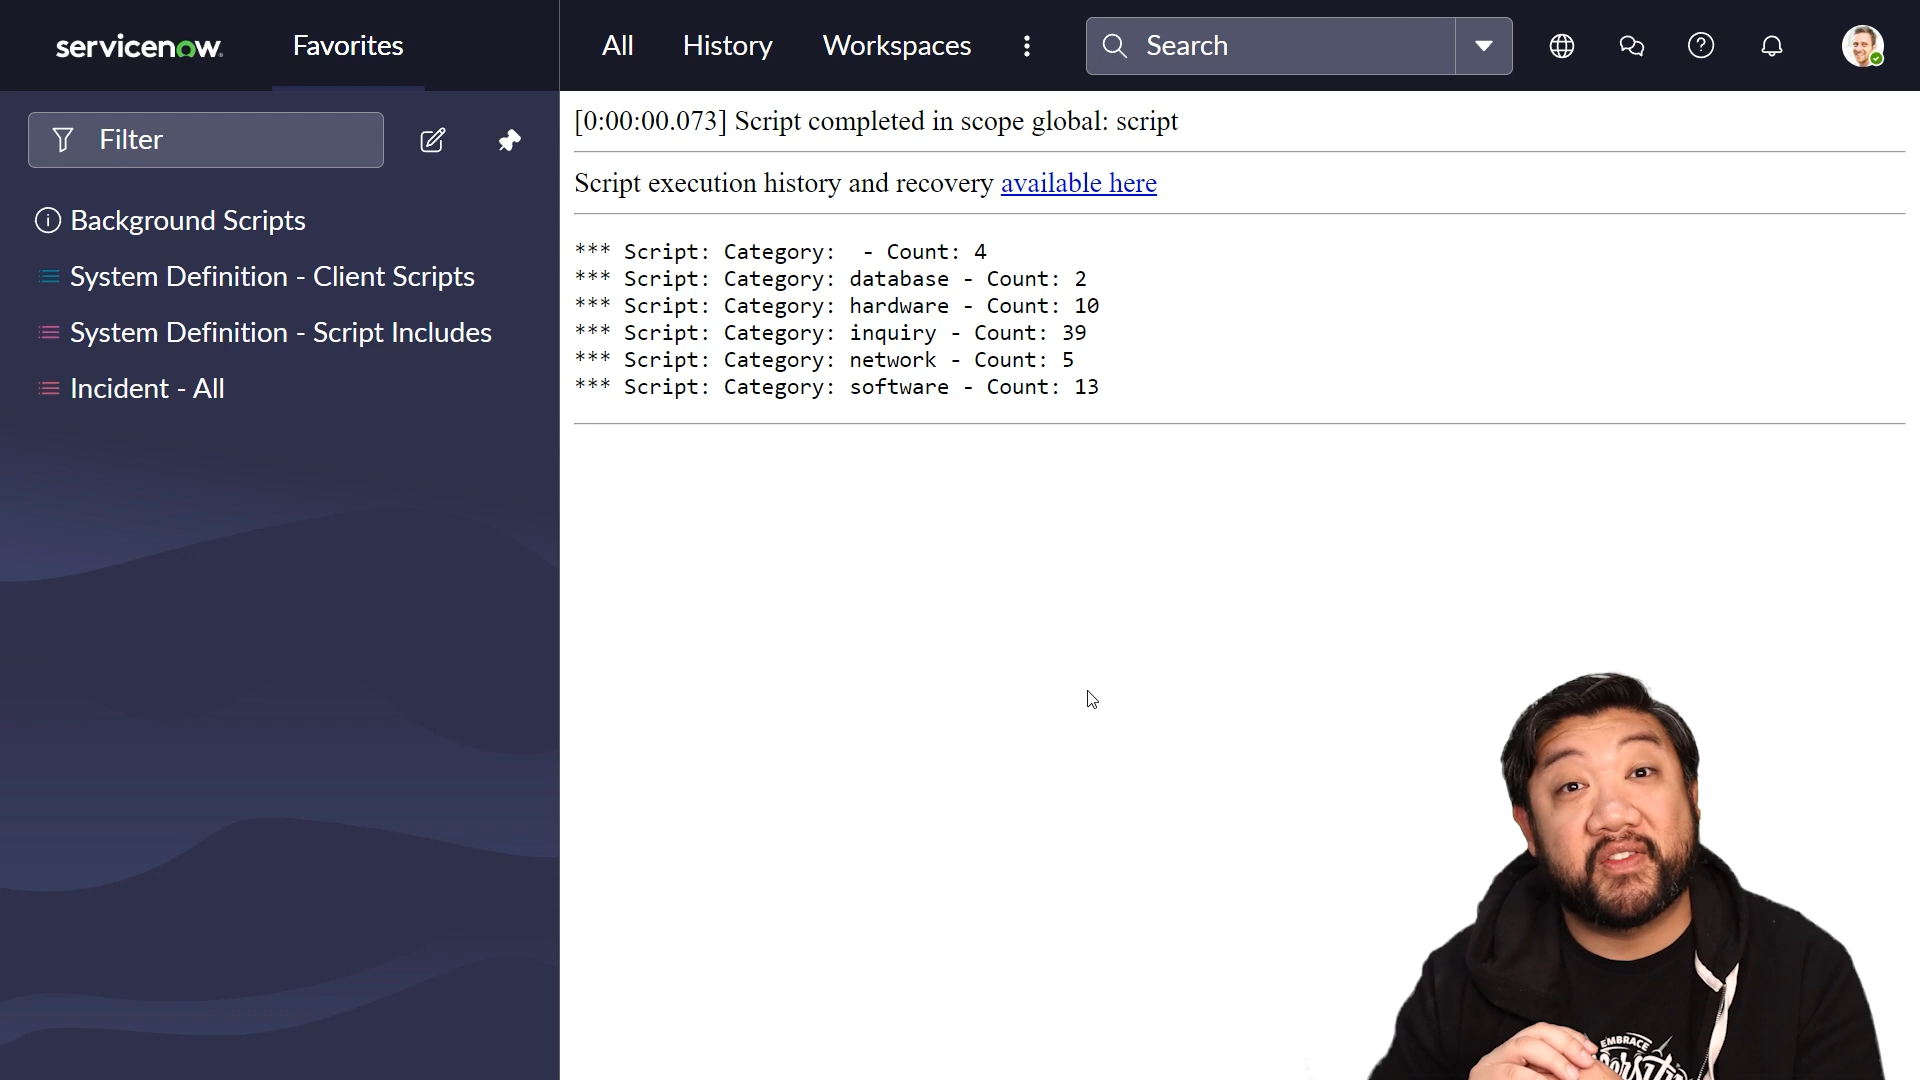 servicenow.
Favorites
All
History
Workspaces
Search
Filter
Background Scripts
System Definition - Client Scripts
System Definition - Script Includes
Incident - All
[0:00:00.073] Script completed in scope global: script
Script execution history and recovery available here
*** Script: Category:  - Count: 4
*** Script: Category: database - Count: 2
*** Script: Category: hardware - Count: 10
*** Script: Category: inquiry - Count: 39
*** Script: Category: network - Count: 5
*** Script: Category: software - Count: 13
EMBRACE